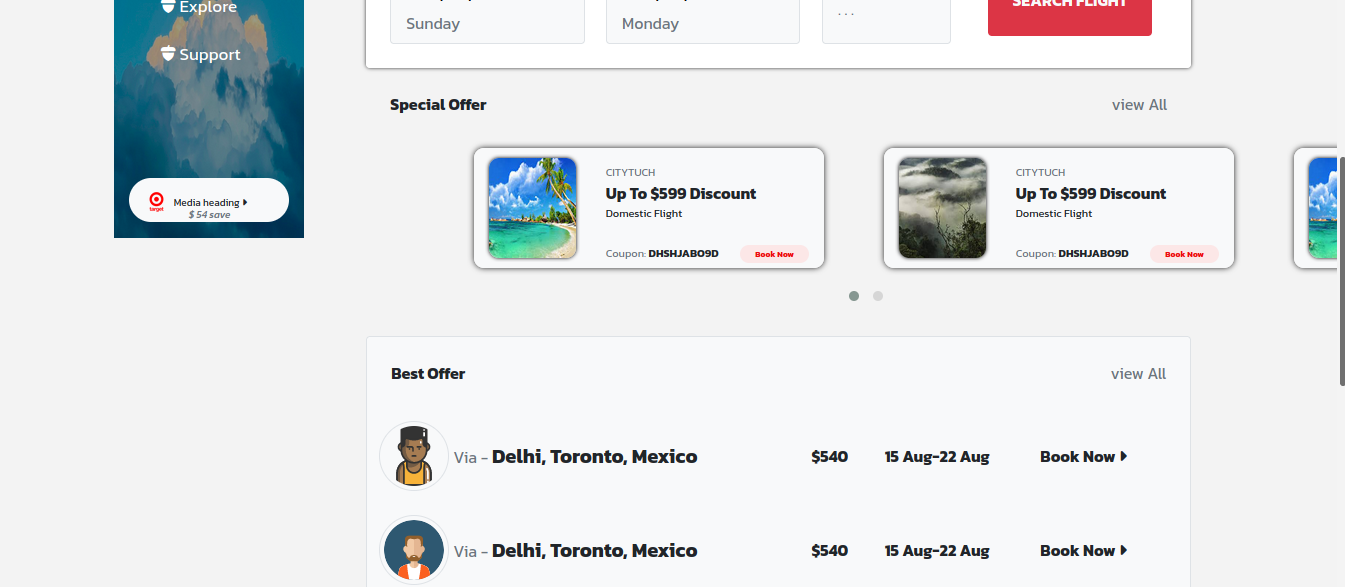 Explore
Support
Media heading
$ 54 save
target
Sunday
Monday
...
SEARCH FLIGHT
Special Offer
view All
CITYTUCH
Up To $599 Discount
Domestic Flight
Coupon: DHSHJABO9D
Book Now
CITYTUCH
Up To $599 Discount
Domestic Flight
Coupon: DHSHJABO9D
Book Now
Best Offer
view All
Via - Delhi, Toronto, Mexico
$540
15 Aug-22 Aug
Book Now
Via - Delhi, Toronto, Mexico
$540
15 Aug-22 Aug
Book Now